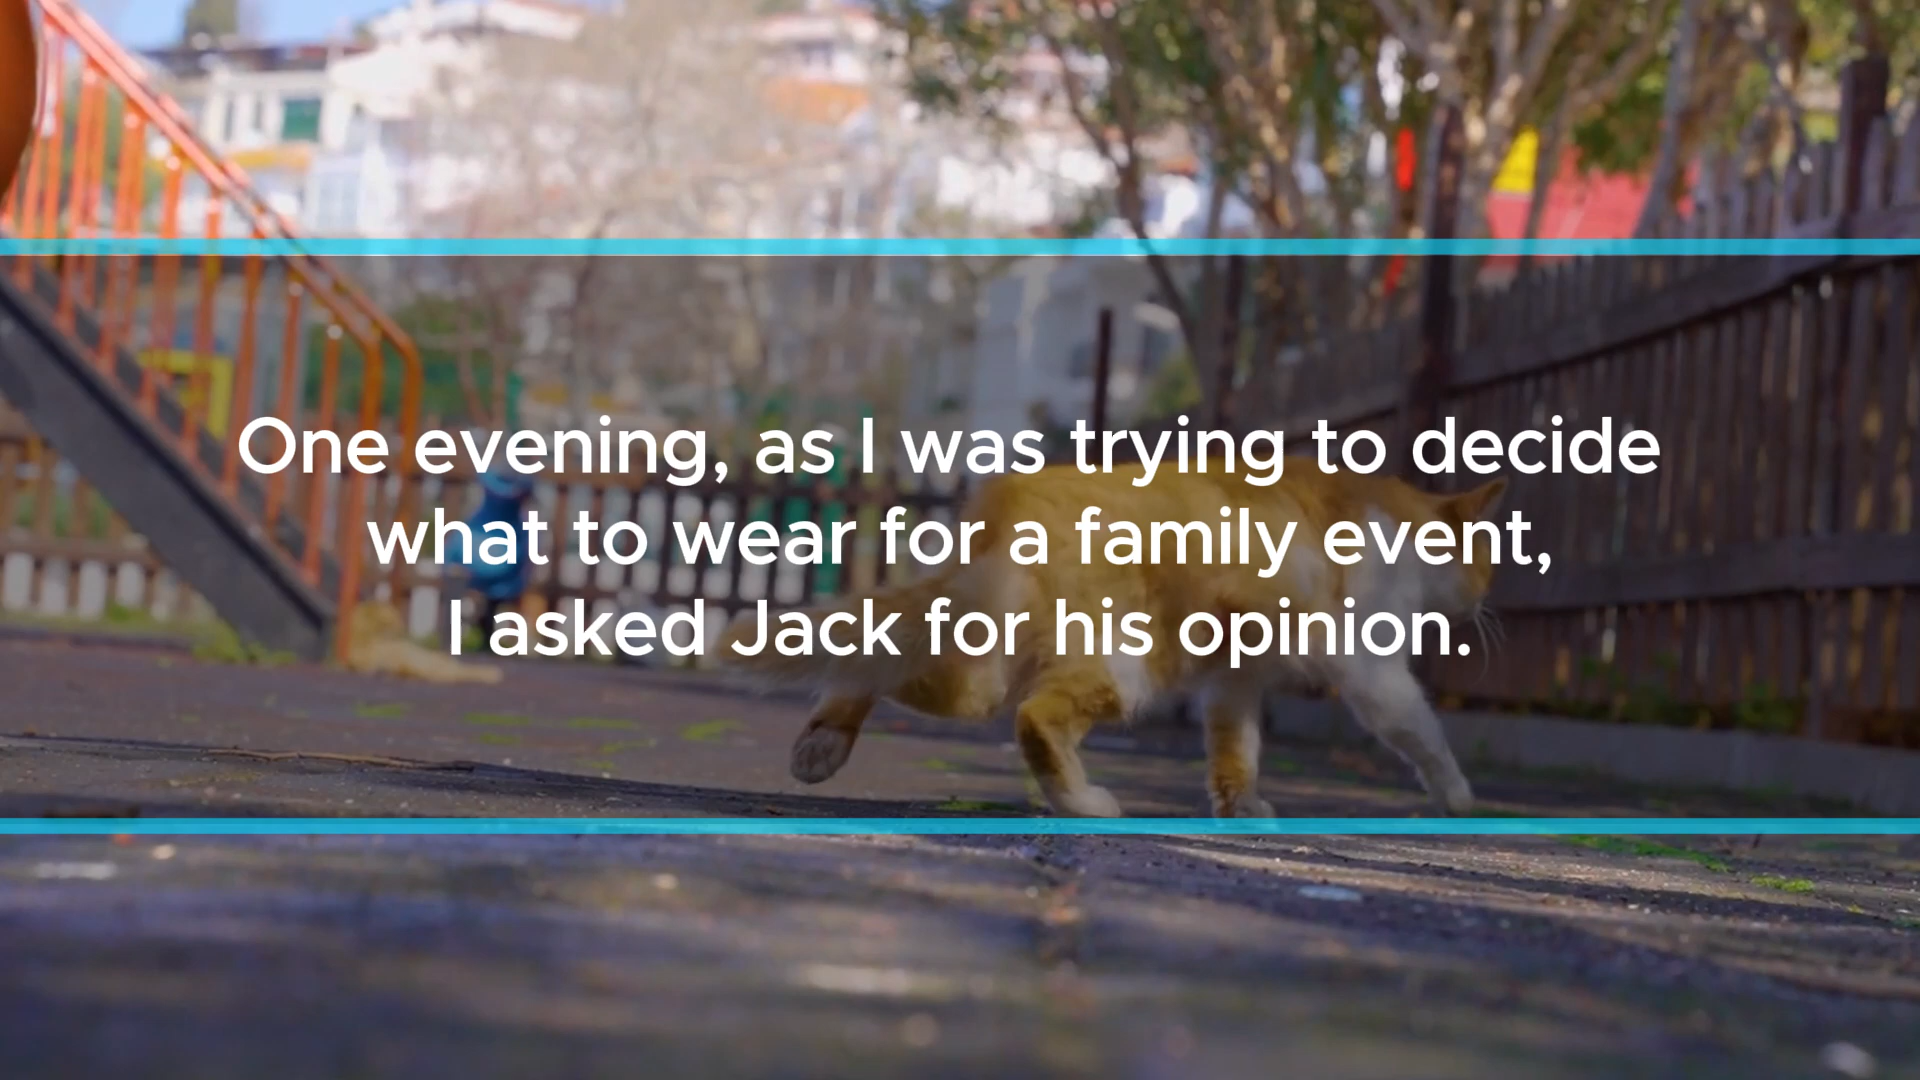 One evening, as I was trying to decide
what to wear for a family event,
I asked Jack for his opinion.